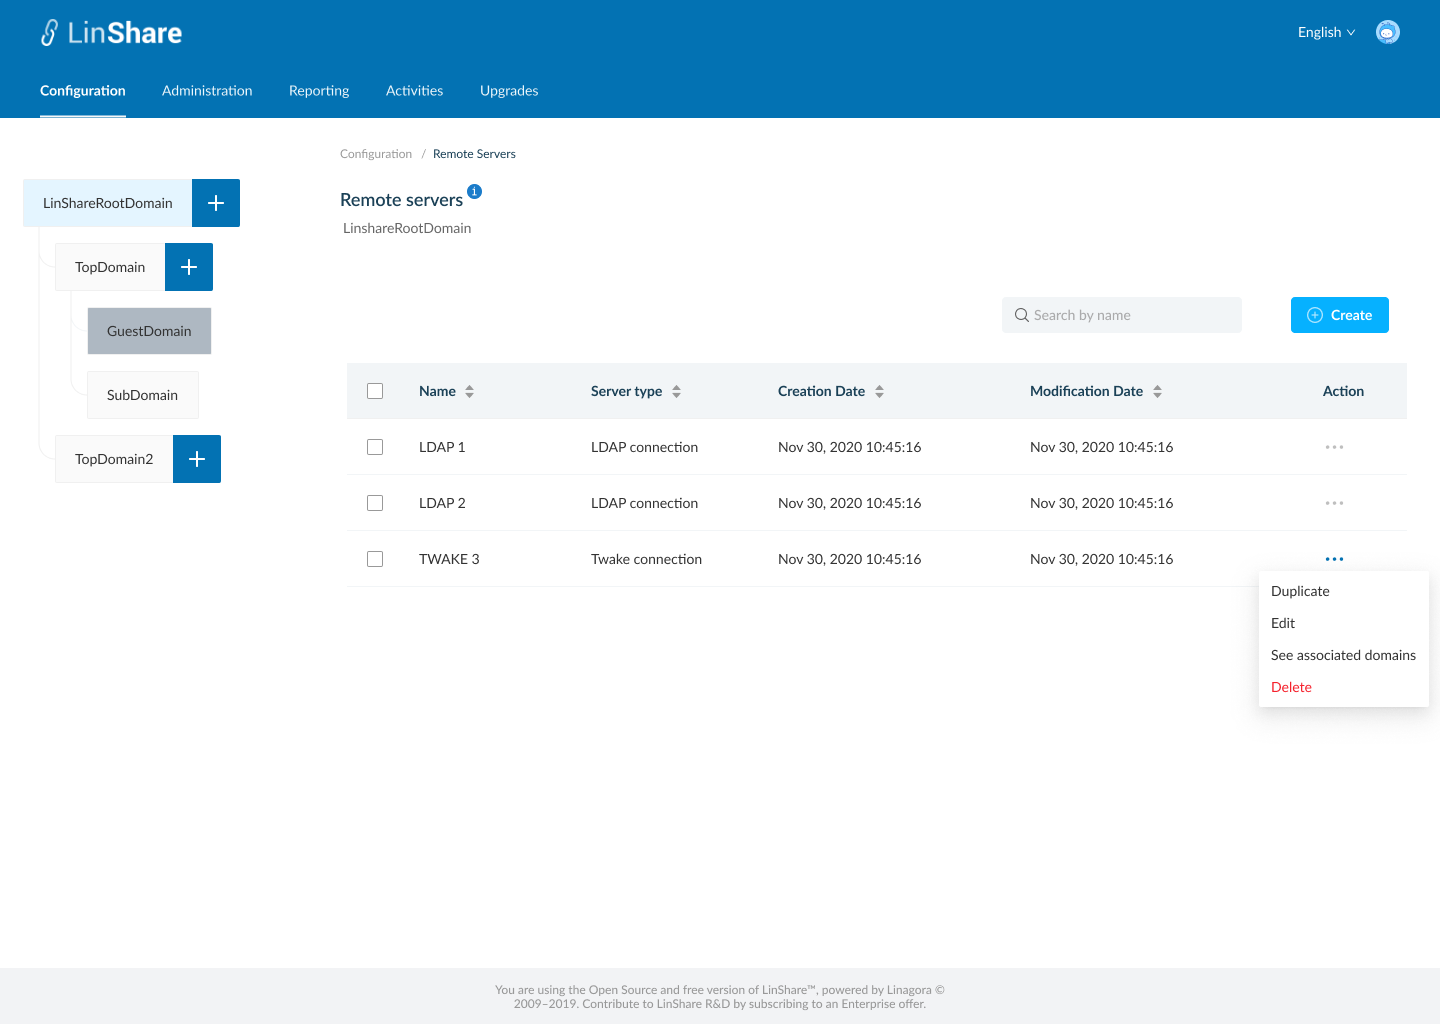 LinShare
English
Configuration Administration Reporting Activities Upgrades
Configuration / Remote Servers
LinShareRootDomain
TopDomain
GuestDomain
SubDomain
TopDomain2
Remote servers
LinshareRootDomain
Search by name
Create
Name Server type Creation Date Modification Date Action
LDAP 1 LDAP connection Nov 30, 2020 10:45:16 Nov 30, 2020 10:45:16
LDAP 2 LDAP connection Nov 30, 2020 10:45:16 Nov 30, 2020 10:45:16
TWAKE 3 Twake connection Nov 30, 2020 10:45:16 Nov 30, 2020 10:45:16
Duplicate
Edit
See associated domains
Delete
You are using the Open Source and free version of LinShare™, powered by Linagora ©
2009–2019. Contribute to LinShare R&D by subscribing to an Enterprise offer.